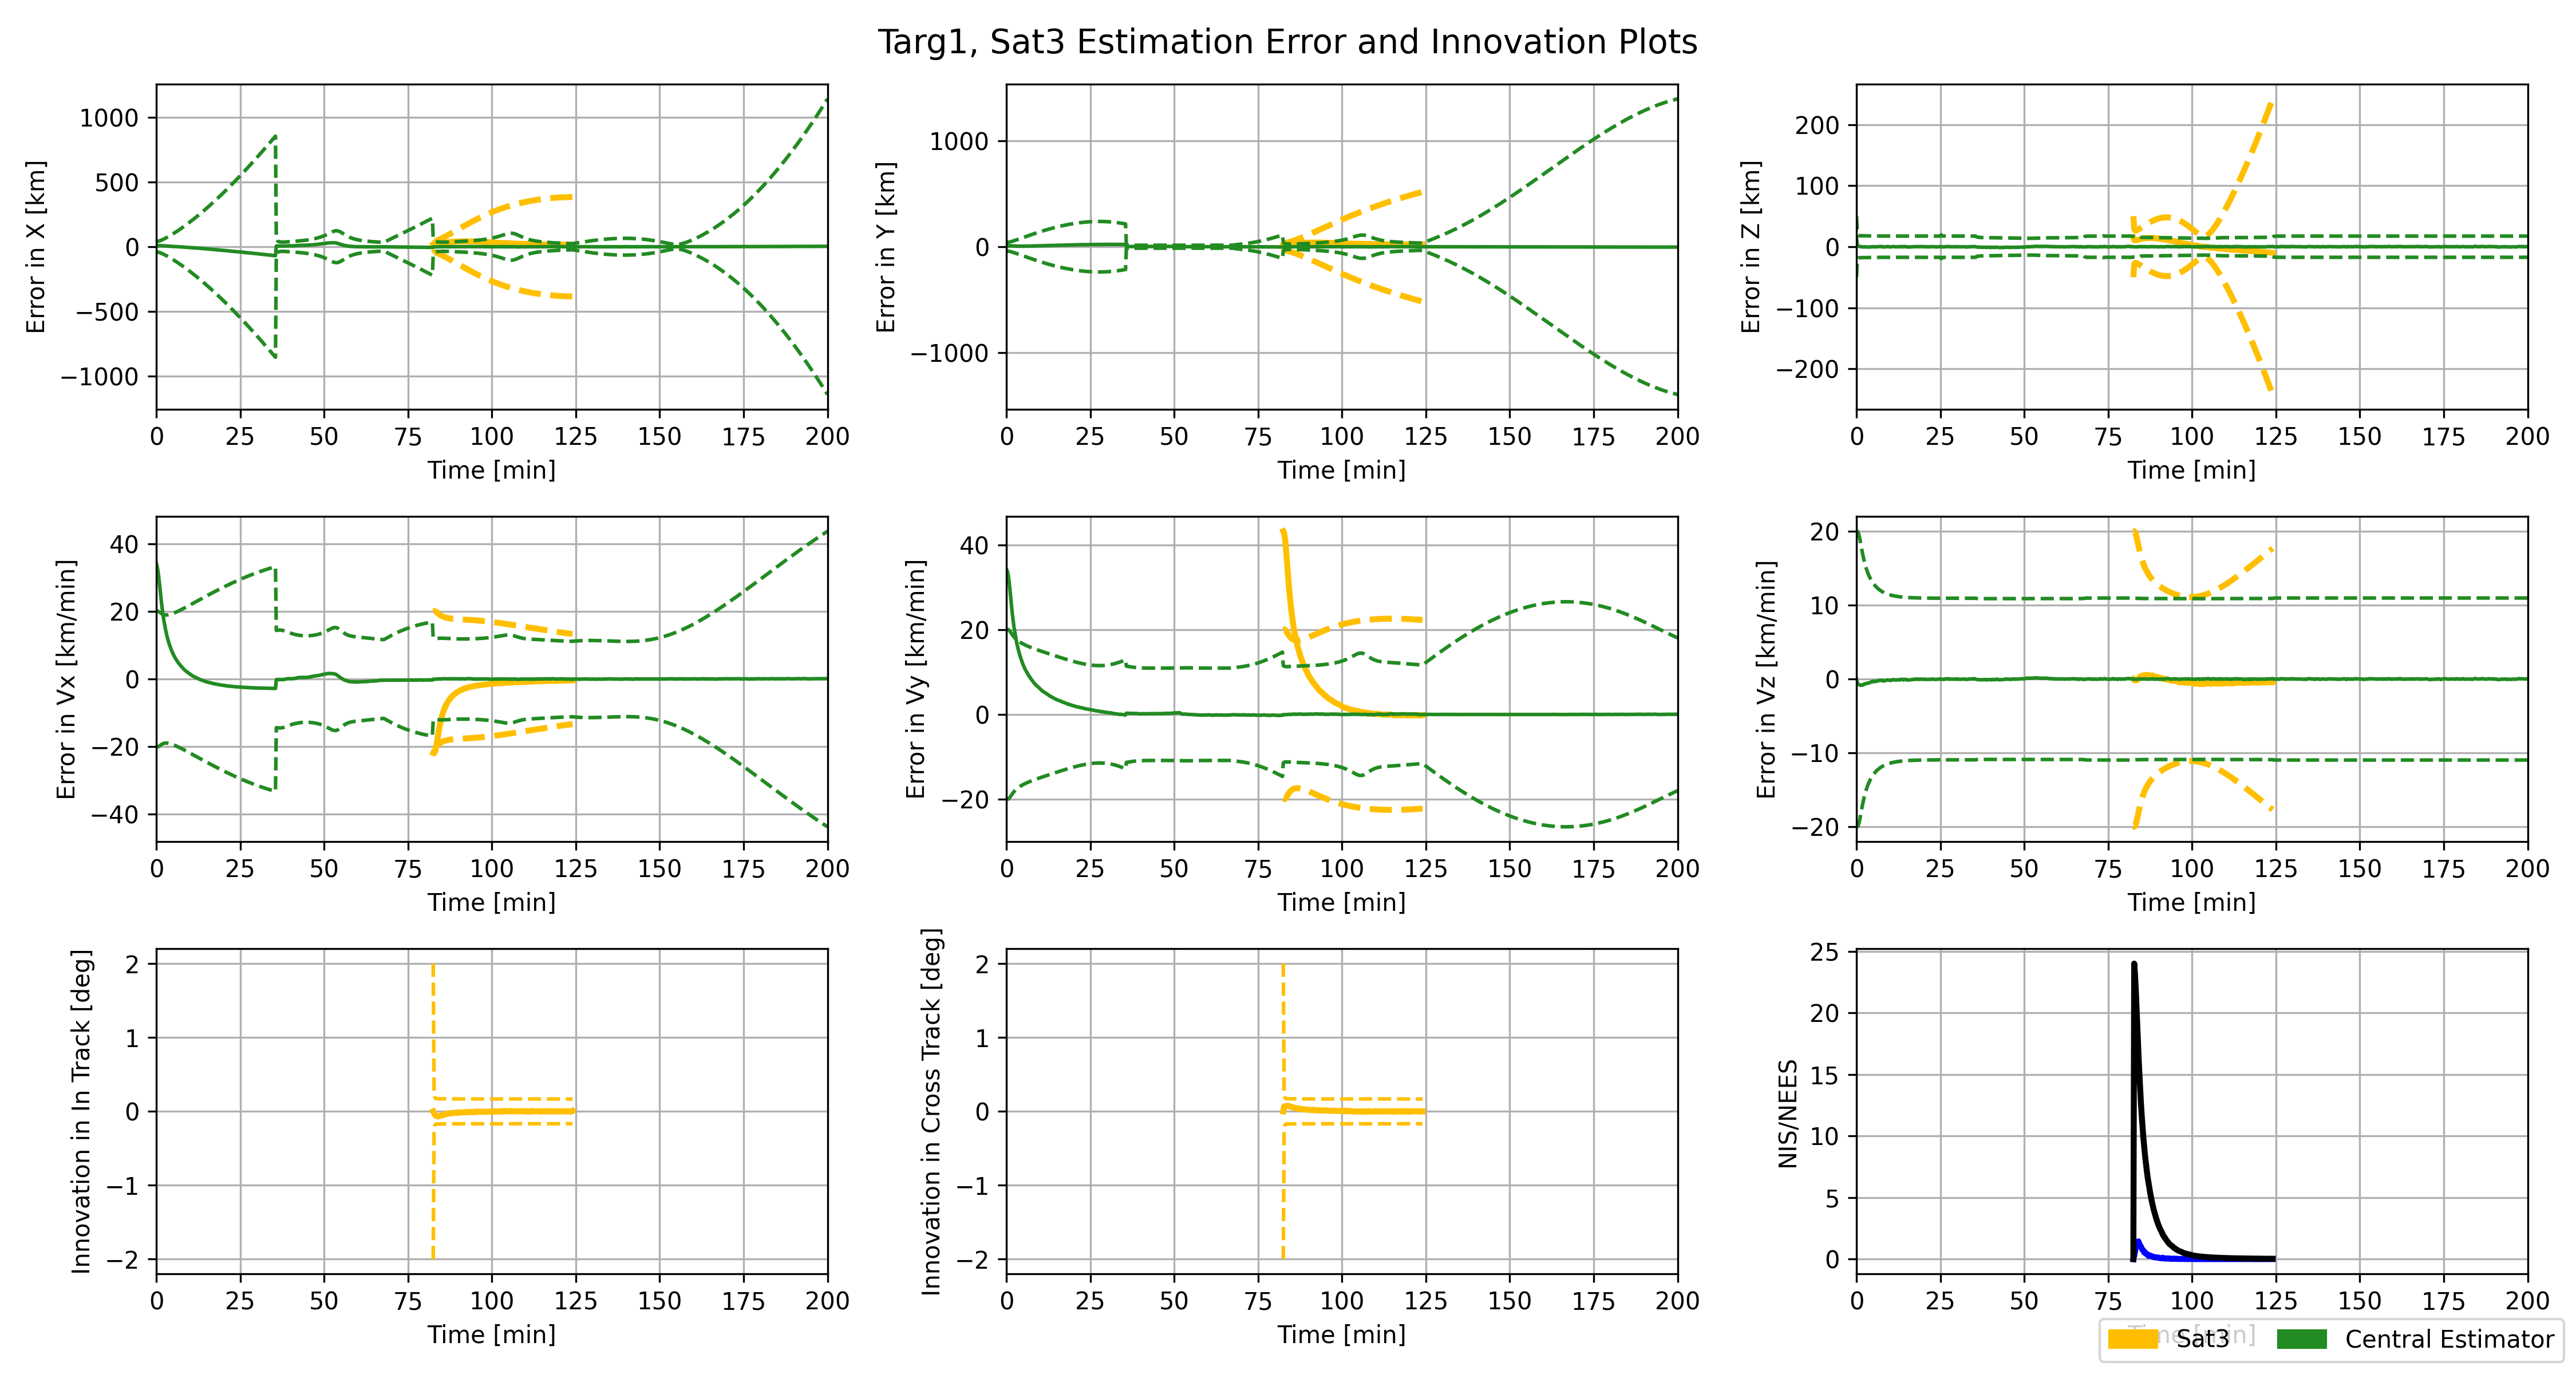 Targ1, Sat3 Estimation Error and Innovation Plots
Error in X [km]
1000
500
0
−500
−1000
0 25 50 75 100 125 150 175 200
Time [min]
Error in Y [km]
1000
0
−1000
0 25 50 75 100 125 150 175 200
Time [min]
Error in Z [km]
200
100
0
−100
−200
0 25 50 75 100 125 150 175 200
Time [min]
Error in Vx [km/min]
40
20
0
−20
−40
0 25 50 75 100 125 150 175 200
Time [min]
Error in Vy [km/min]
40
20
0
−20
0 25 50 75 100 125 150 175 200
Time [min]
Error in Vz [km/min]
20
10
0
−10
−20
0 25 50 75 100 125 150 175 200
Time [min]
Innovation in In Track [deg]
2
1
0
−1
−2
0 25 50 75 100 125 150 175 200
Time [min]
Innovation in Cross Track [deg]
2
1
0
−1
−2
0 25 50 75 100 125 150 175 200
Time [min]
NIS/NEES
25
20
15
10
5
0
0 25 50 75 100 125 150 175 200
Time [min]
Sat3 Central Estimator